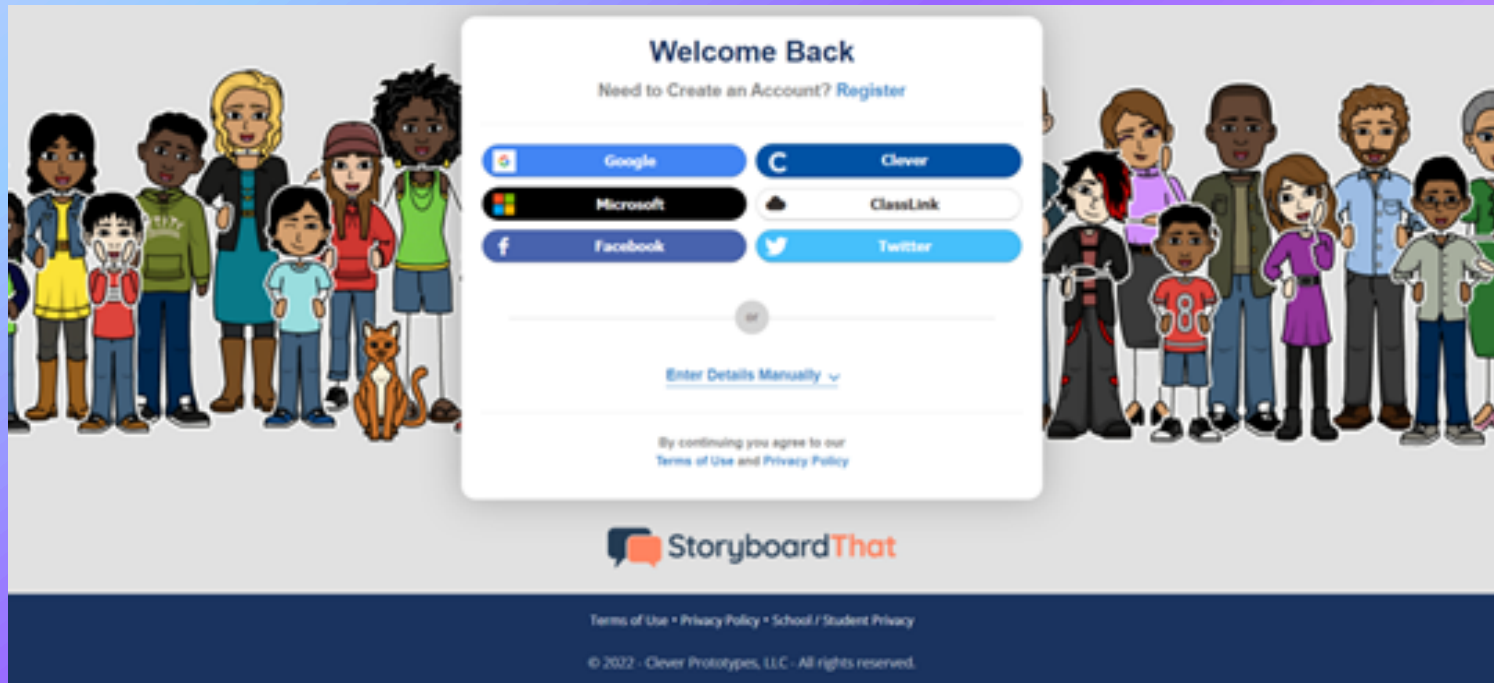 Welcome Back
Need to Create an Account? Register
Google
Clever
Microsoft
ClassLink
Facebook
Twitter
or
Enter Details Manually
By continuing you agree to our
Terms of Use and Privacy Policy
StoryboardThat
Terms of Use • Privacy Policy • School / Student Privacy
© 2022 - Clever Prototypes, LLC - All rights reserved.
8